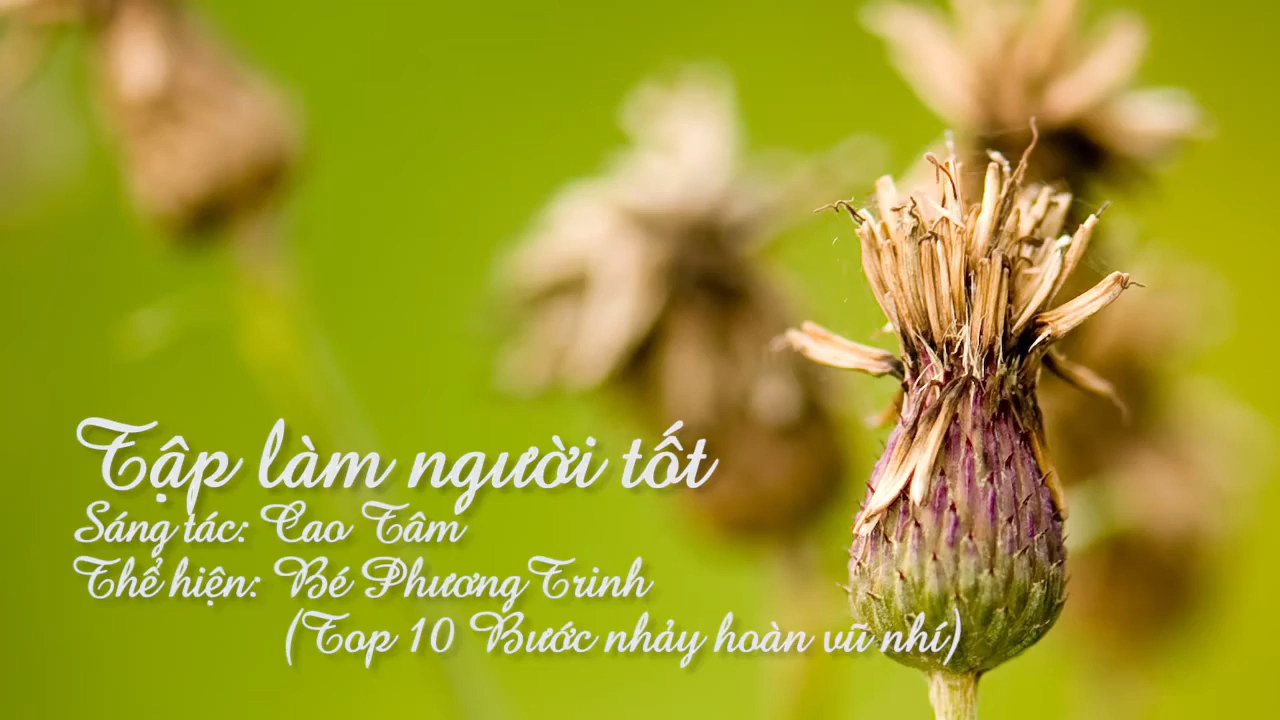 Tập làm người tốt
Sáng tác: Cao Tâm
Thể hiện: Bé Phương Trinh
(Top 10 Bước nhảy hoàn vũ nhí)